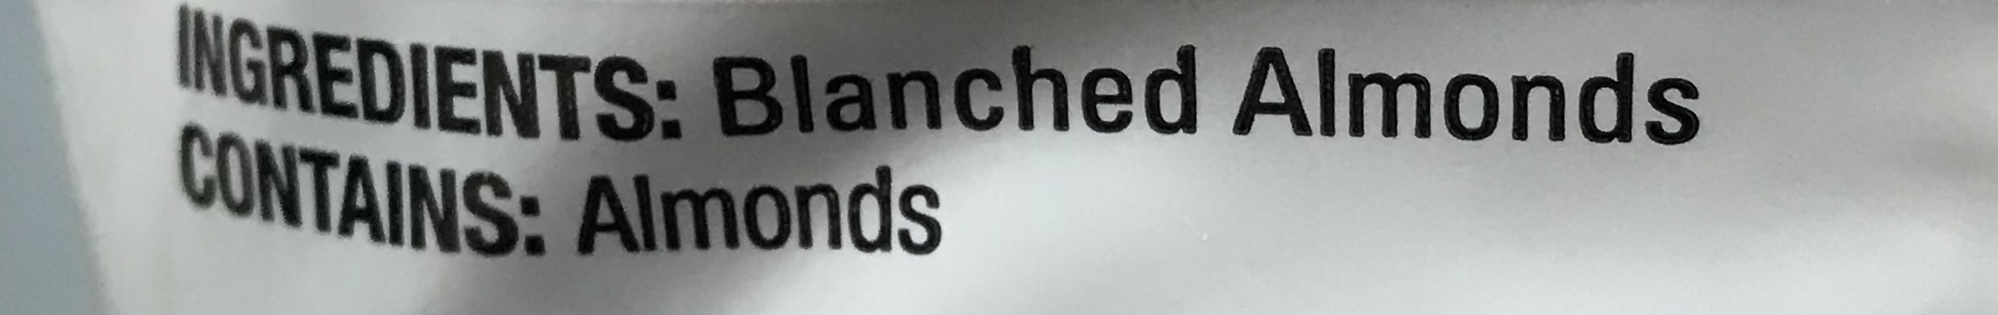 INGREDIENTS: Blanched Almonds
CONTAINS: Almonds